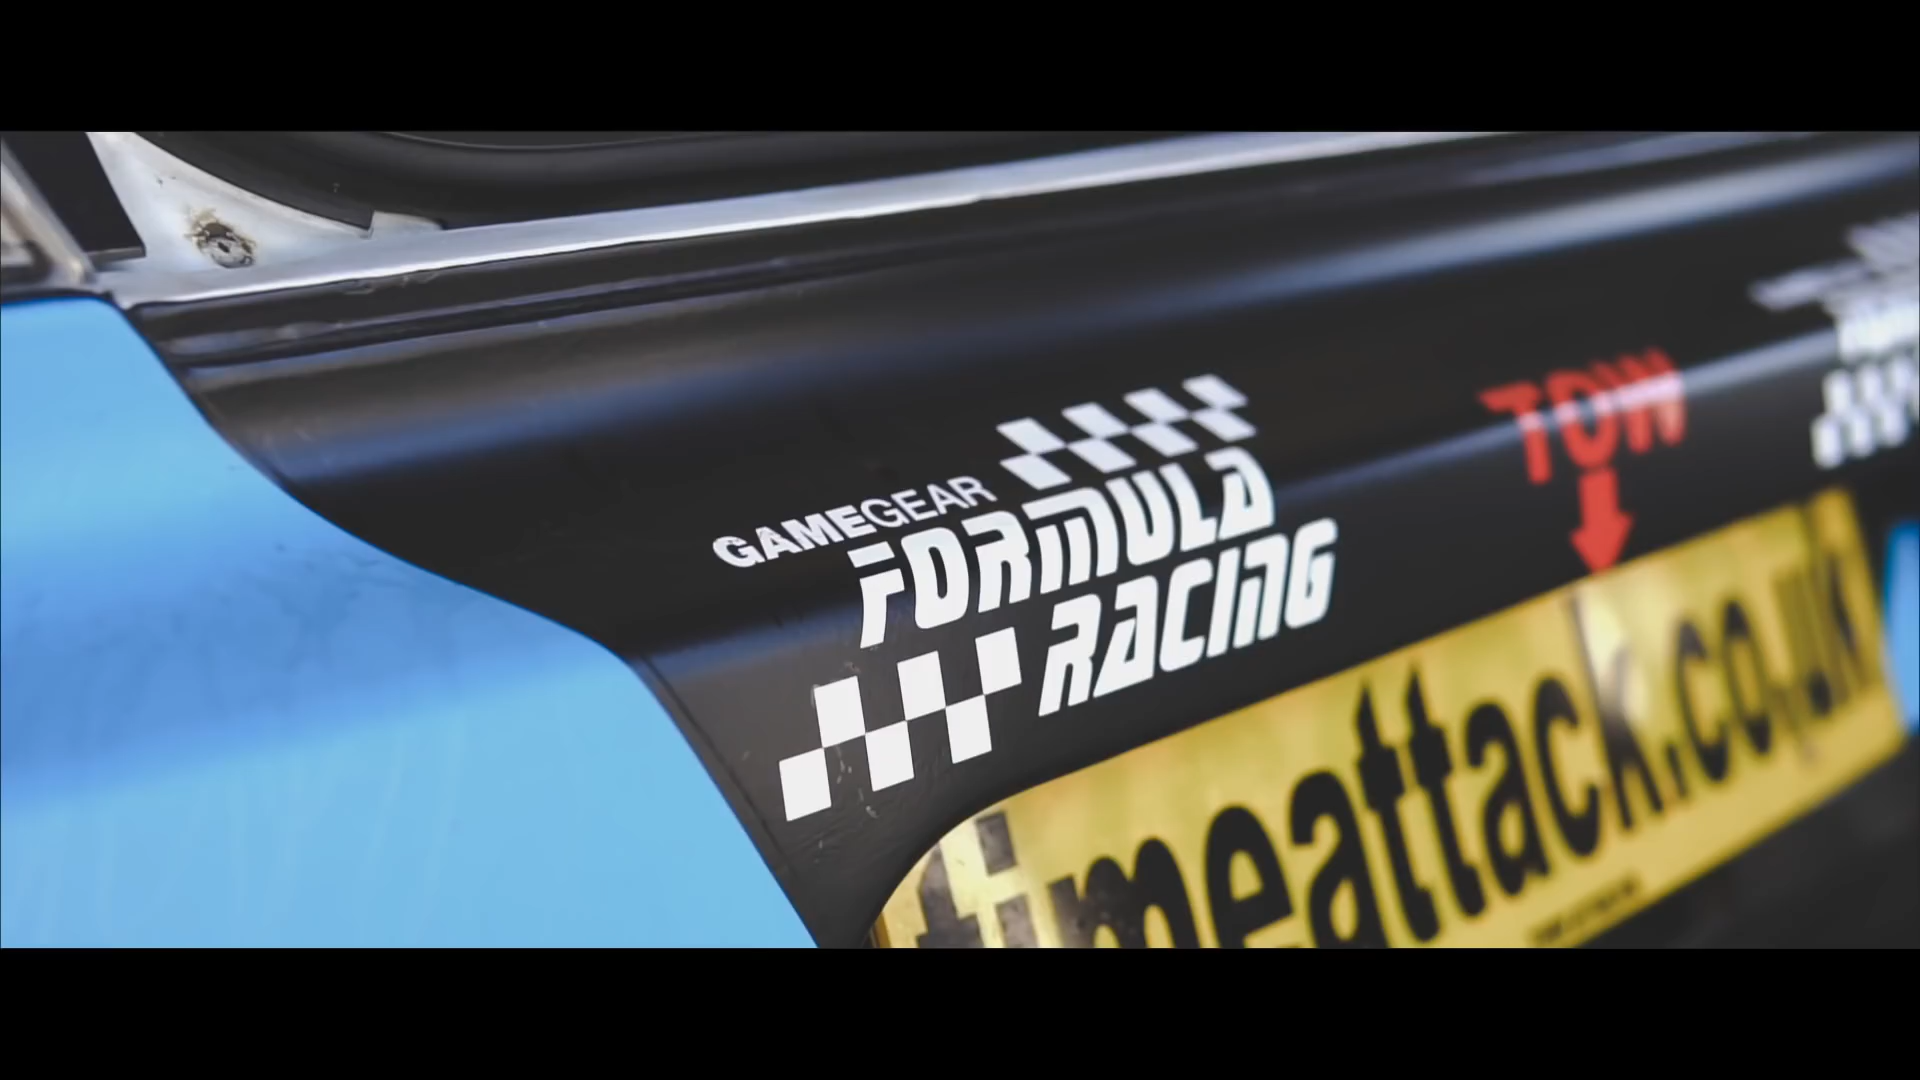 GAMEGEAR
FORMULA
RACING
TOW
timeattack.co.uk